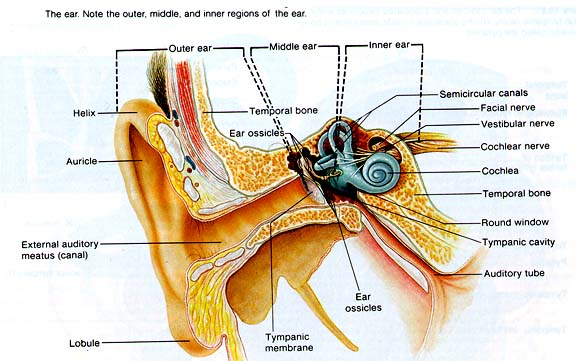 The ear. Note the outer, middle, and inner regions of the ear.
Outer ear
Middle ear
Inner ear
Helix
Auricle
External auditory
meatus (canal)
Lobule
Temporal bone
Ear ossicles
Semicircular canals
Facial nerve
Vestibular nerve
Cochlear nerve
Cochlea
Temporal bone
Round window
Tympanic cavity
Auditory tube
Ear
ossicles
Tympanic
membrane